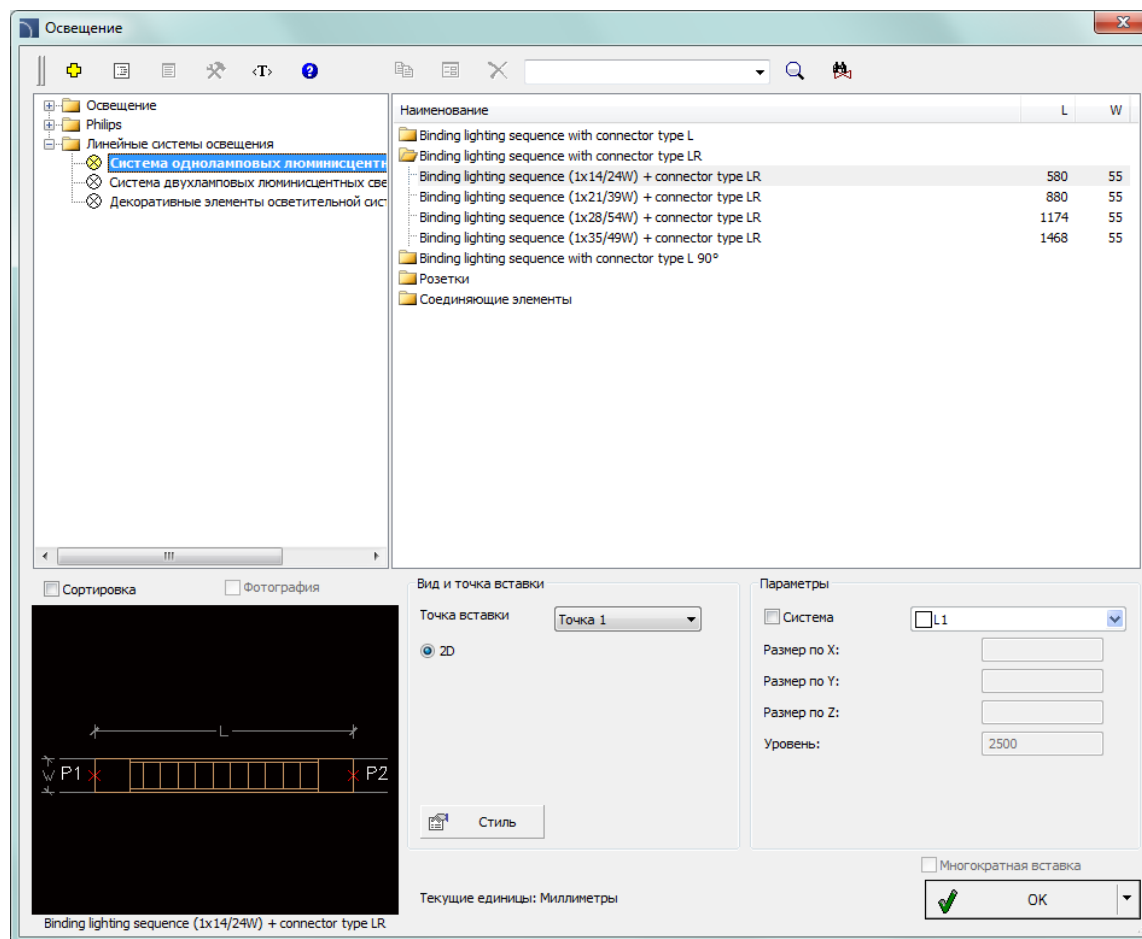 Освещение
‹T›
Освещение
Philips
Линейные системы освещения
Система одноламповых люминисцентн
Система двухламповых люминисцентных све
Декоративные элементы осветительной сис
Наименование L W
Binding lighting sequence with connector type L
Binding lighting sequence with connector type LR
Binding lighting sequence (1x14/24W) + connector type LR 580 55
Binding lighting sequence (1x21/39W) + connector type LR 880 55
Binding lighting sequence (1x28/54W) + connector type LR 1174 55
Binding lighting sequence (1x35/49W) + connector type LR 1468 55
Binding lighting sequence with connector type L 90°
Розетки
Соединяющие элементы
Сортировка Фотография
L
W P1 P2
Binding lighting sequence (1x14/24W) + connector type LR
Вид и точка вставки
Точка вставки Точка 1
2D
Стиль
Текущие единицы: Миллиметры
Параметры
Система L1
Размер по X:
Размер по Y:
Размер по Z:
Уровень: 2500
Многократная вставка
OK